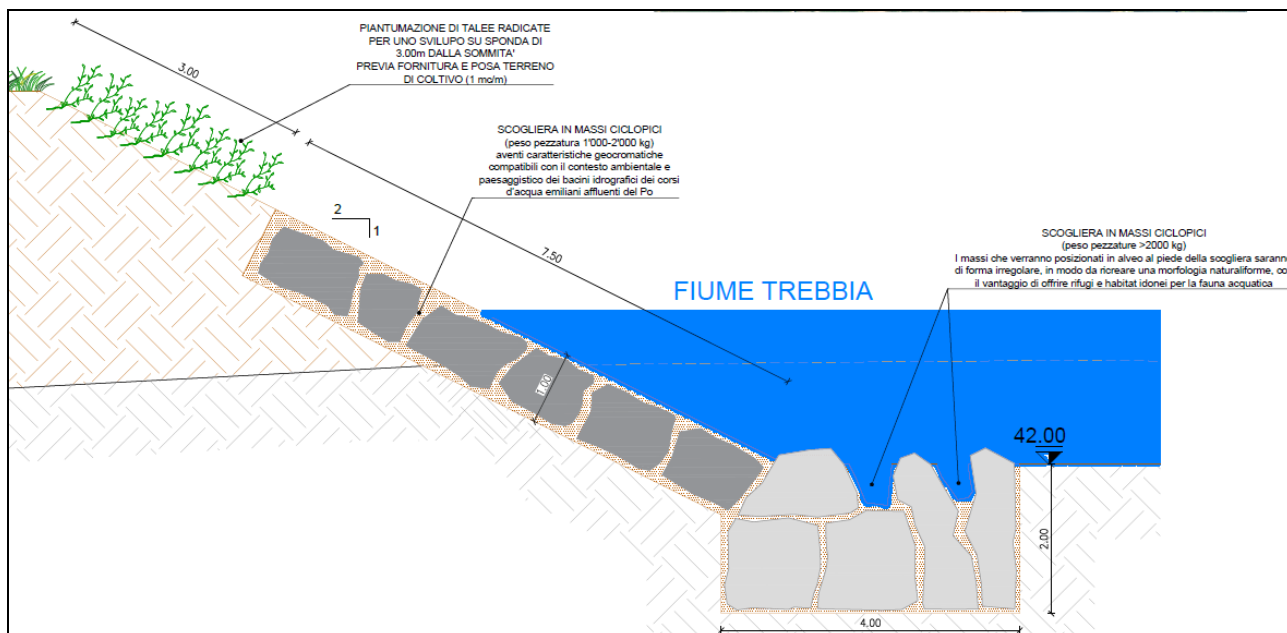 PIANTUMAZIONE DI TALEE RADICATE
PER UNO SVILUPO SU SPONDA DI
3.00m DALLA SOMMITA'
PREVIA FORNITURA E POSA TERRENO
DI COLTIVO (1 mc/m)
3.00
SCOGLIERA IN MASSI CICLOPICI
(peso pezzatura 1'000-2'000 kg)
aventi caratteristiche geocromatiche
compatibili con il contesto ambientale e
paesaggistico dei bacini idrografici dei corsi
d'acqua emiliani affluenti del Po
2
1
7.50
SCOGLIERA IN MASSI CICLOPICI
(peso pezzature >2000 kg)
I massi che verranno posizionati in alveo al piede della scogliera saranno
di forma irregolare, in modo da ricreare una morfologia naturaliforme, co
il vantaggio di offrire rifugi e habitat idonei per la fauna acquatica
FIUME TREBBIA
1.00
42.00
2.00
4.00